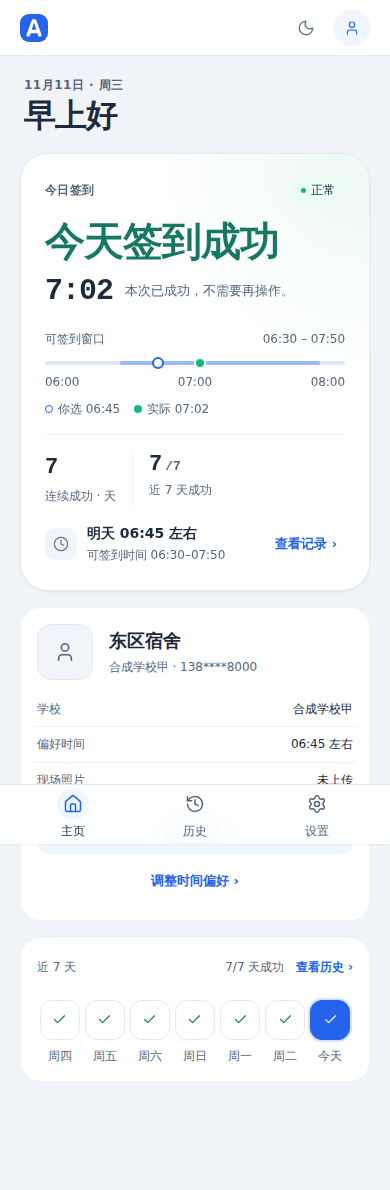 A
11月11日 · 周三
早上好
今日签到
正常
今天签到成功
7:02 本次已成功，不需要再操作。
可签到窗口 06:30 – 07:50
06:00 07:00 08:00
你选 06:45 实际 07:02
7 7 /7
连续成功 · 天 近 7 天成功
明天 06:45 左右
可签到时间 06:30–07:50
查看记录 ›
东区宿舍
合成学校甲 · 138****8000
学校 合成学校甲
偏好时间 06:45 左右
现场照片 未上传
主页 历史 设置
调整时间偏好 ›
近 7 天 7/7 天成功 查看历史 ›
周四 周五 周六 周日 周一 周二 今天